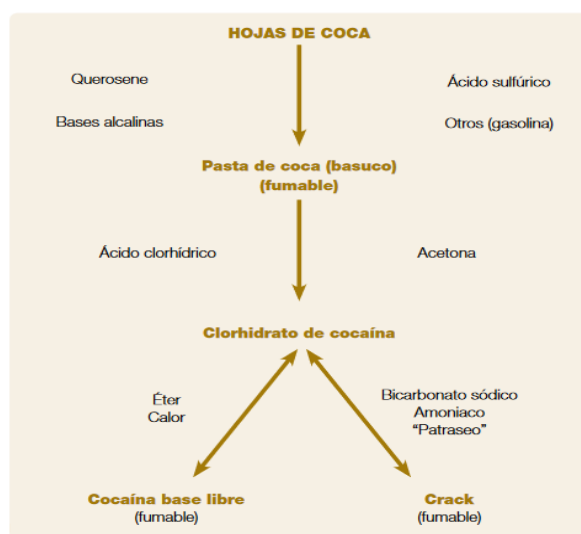 HOJAS DE COCA
Querosene
Ácido sulfúrico
Bases alcalinas
Otros (gasolina)
Pasta de coca (basuco)
(fumable)
Ácido clorhídrico
Acetona
Clorhidrato de cocaína
Éter
Calor
Bicarbonato sódico
Amoniaco
“Patraseo”
Cocaína base libre
(fumable)
Crack
(fumable)